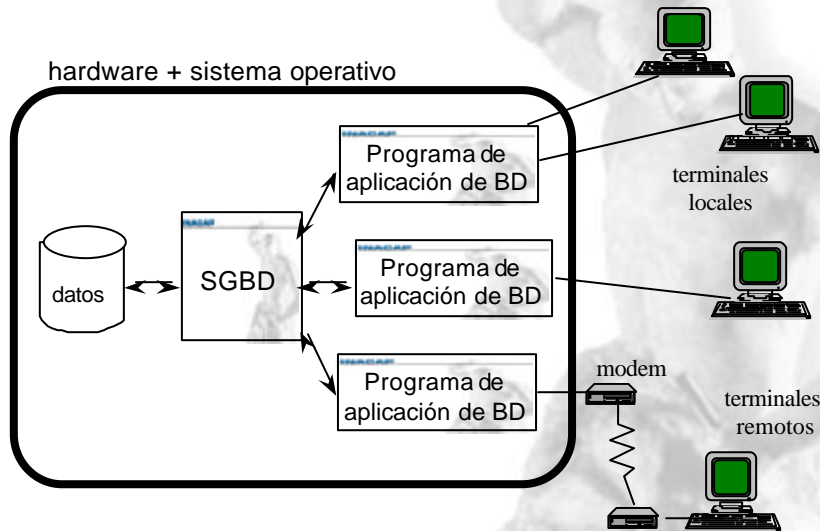 hardware + sistema operativo
Programa de
aplicación de BD
terminales
locales
datos
SGBD
Programa de
aplicación de BD
Programa de
aplicación de BD
modem
terminales
remotos